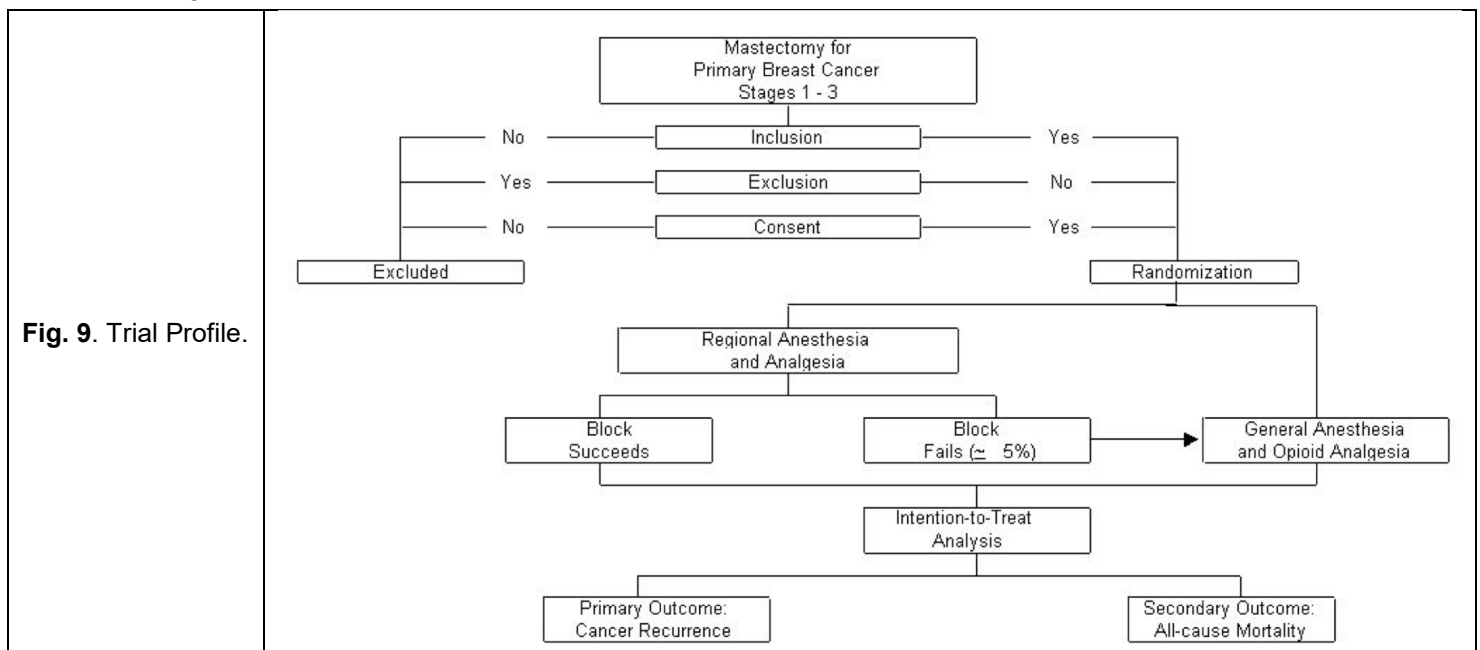 Fig. 9. Trial Profile.
Mastectomy for
Primary Breast Cancer
Stages 1 - 3
No
Inclusion
Yes
Yes
Exclusion
No
No
Consent
Yes
Excluded
Randomization
Regional Anesthesia
and Analgesia
Block
Succeeds
Block
Fails (≃ 5%)
General Anesthesia
and Opioid Analgesia
Intention-to-Treat
Analysis
Primary Outcome:
Cancer Recurrence
Secondary Outcome:
All-cause Mortality